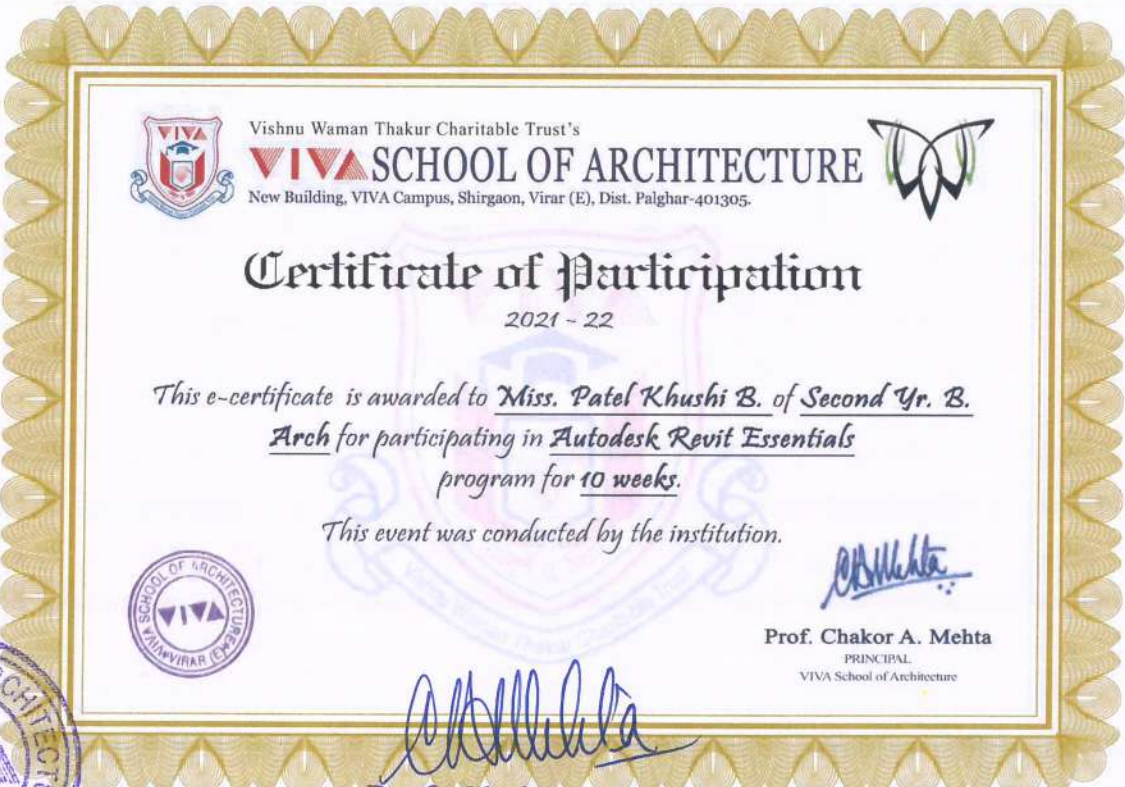 VIVA
Vishnu Waman Thakur Charitable Trust's
VIVA SCHOOL OF ARCHITECTURE
New Building, VIVA Campus, Shirgaon, Virar (E), Dist. Palghar-401305.
Certificate of Participation
2021 - 22
This e-certificate is awarded to Miss. Patel Khushi B. of Second Yr. B.
Arch for participating in Autodesk Revit Essentials
program for 10 weeks.
This event was conducted by the institution.
VIVA SCHOOL OF ARCHITECTURE
VIVA
VIRAR (E)
Prof. Chakor A. Mehta
PRINCIPAL
VIVA School of Architecture